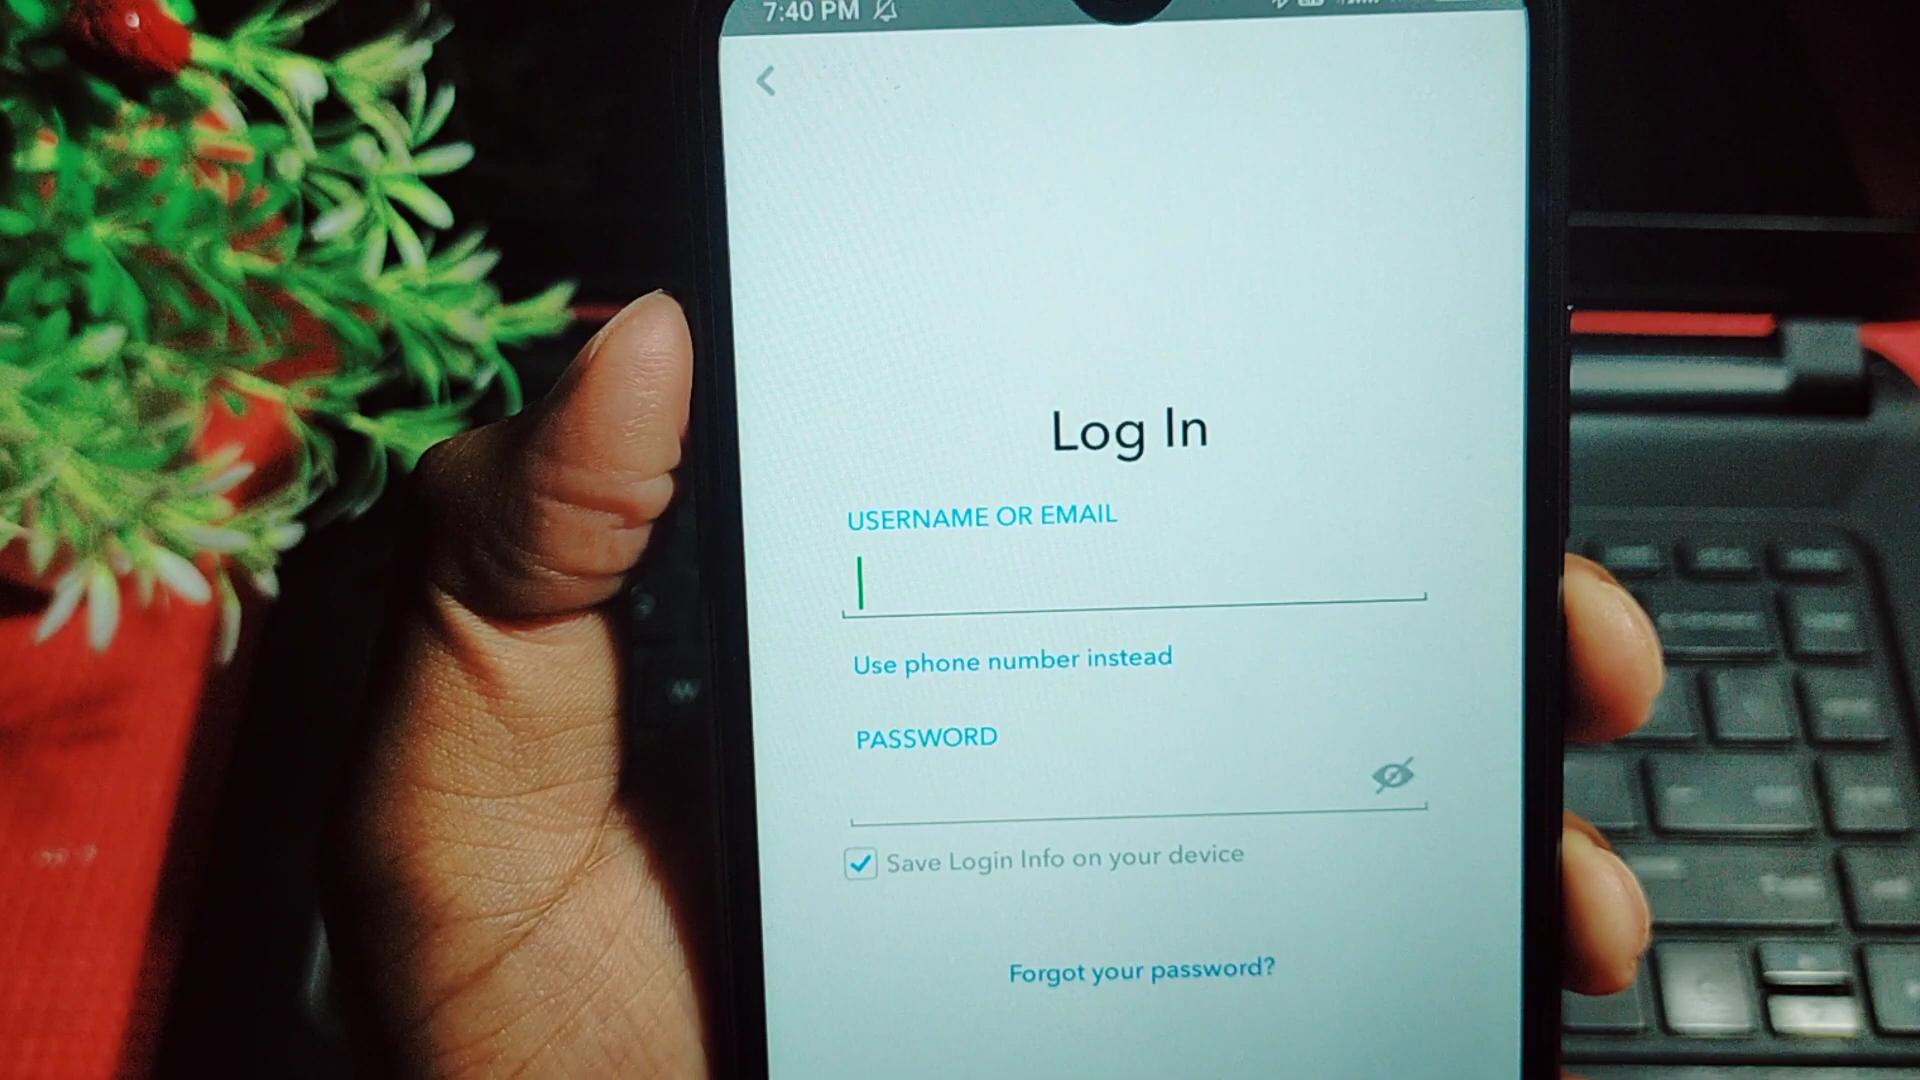 7:40 PM
Log In
USERNAME OR EMAIL
Use phone number instead
PASSWORD
Save Login Info on your device
Forgot your password?